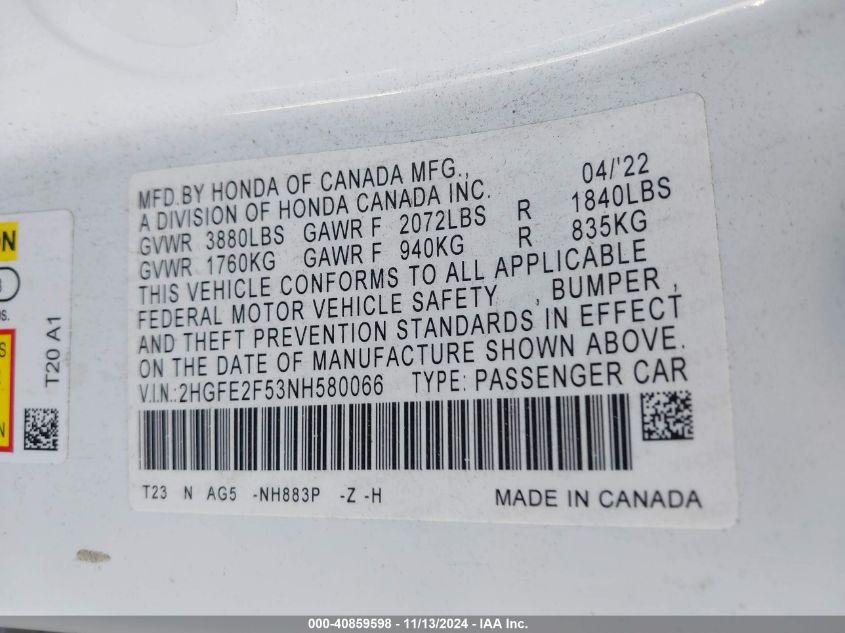 MFD.BY HONDA OF CANADA MFG., 04/'22
A DIVISION OF HONDA CANADA INC.
GVWR 3880LBS GAWR F 2072LBS R 1840LBS
GVWR 1760KG GAWR F 940KG R 835KG
THIS VEHICLE CONFORMS TO ALL APPLICABLE
FEDERAL MOTOR VEHICLE SAFETY , BUMPER ,
AND THEFT PREVENTION STANDARDS IN EFFECT
ON THE DATE OF MANUFACTURE SHOWN ABOVE.
V.I.N.:2HGFE2F53NH580066 TYPE: PASSENGER CAR
T23 N AG5 -NH883P -Z -H MADE IN CANADA
T20 A1
000-40859598 - 11/13/2024 - IAA Inc.